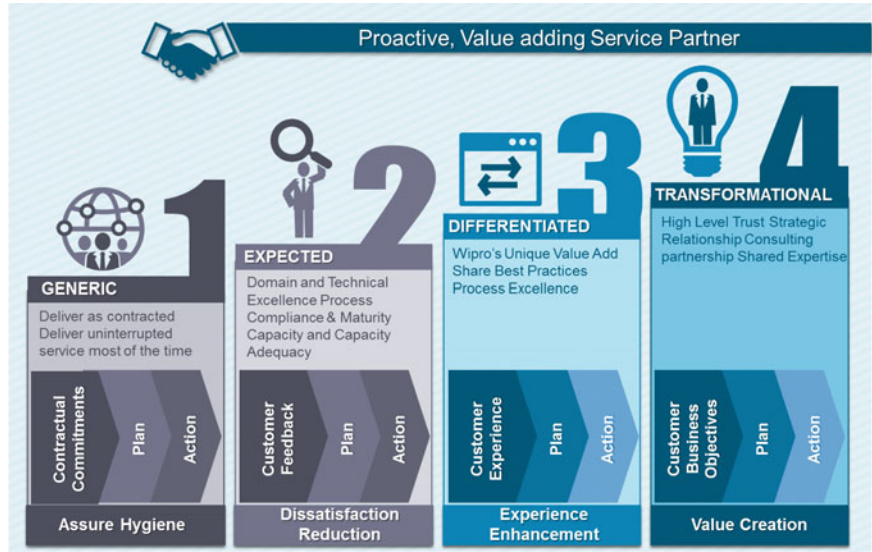 Proactive, Value adding Service Partner
1
GENERIC
Deliver as contracted
Deliver uninterrupted
service most of the time
Contractual
Commitments
Plan
Action
Assure Hygiene
2
EXPECTED
Domain and Technical
Excellence Process
Compliance & Maturity
Capacity and Capacity
Adequacy
Customer
Feedback
Plan
Action
Dissatisfaction
Reduction
3
DIFFERENTIATED
Wipro's Unique Value Add
Share Best Practices
Process Excellence
Customer
Experience
Plan
Action
Experience
Enhancement
4
TRANSFORMATIONAL
High Level Trust Strategic
Relationship Consulting
partnership Shared Expertise
Customer
Business
Objectives
Plan
Action
Value Creation